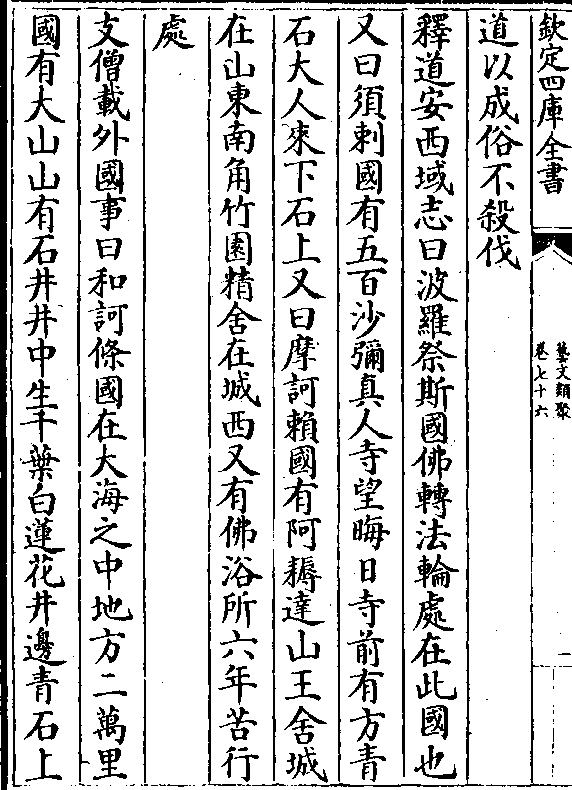 欽定四庫全書
藝文類聚
卷七十六
二
道以成俗不殺伐
釋道安西域志曰波羅祭斯國佛轉法輪處在此國也
又曰須刺國有五百沙彌真人寺望晦日寺前有方青
石大人來下石上又曰摩訶賴國有阿耨達山王舍城
在山東南角竹園精舍在城西又有佛浴所六年苦行
處
支僧載外國事曰和訶條國在大海之中地方二萬里
國有大山山有石井井中生千葉白蓮花井邊青石上